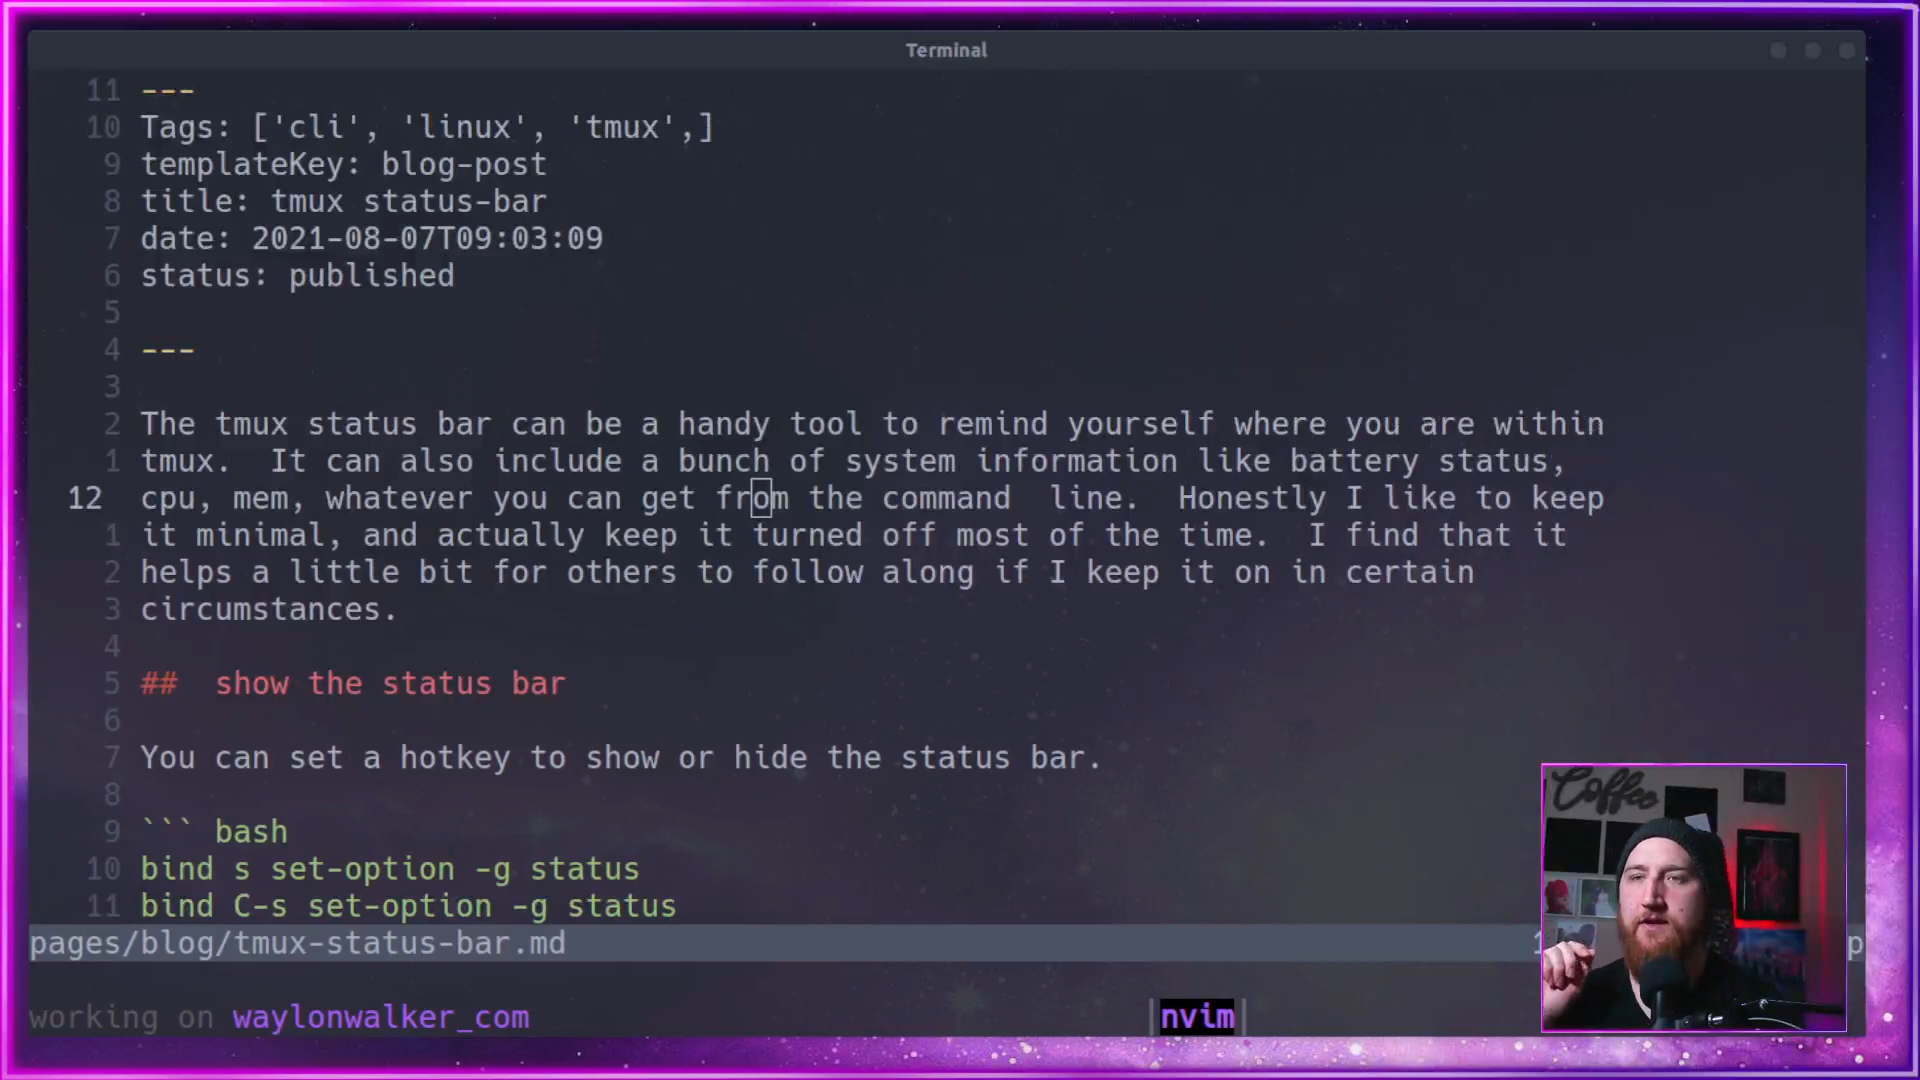 Terminal
11 ---
10 Tags: ['cli', 'linux', 'tmux',]
9 templateKey: blog-post
8 title: tmux status-bar
7 date: 2021-08-07T09:03:09
6 status: published
5
4 ---
3
2 The tmux status bar can be a handy tool to remind yourself where you are within
1 tmux.  It can also include a bunch of system information like battery status,
12 cpu, mem, whatever you can get from the command  line.  Honestly I like to keep
1 it minimal, and actually keep it turned off most of the time.  I find that it
2 helps a little bit for others to follow along if I keep it on in certain
3 circumstances.
4
5 ##  show the status bar
6
7 You can set a hotkey to show or hide the status bar.
8
9 ``` bash
10 bind s set-option -g status
11 bind C-s set-option -g status
pages/blog/tmux-status-bar.md
working on waylonwalker_com | nvim |
Coffee